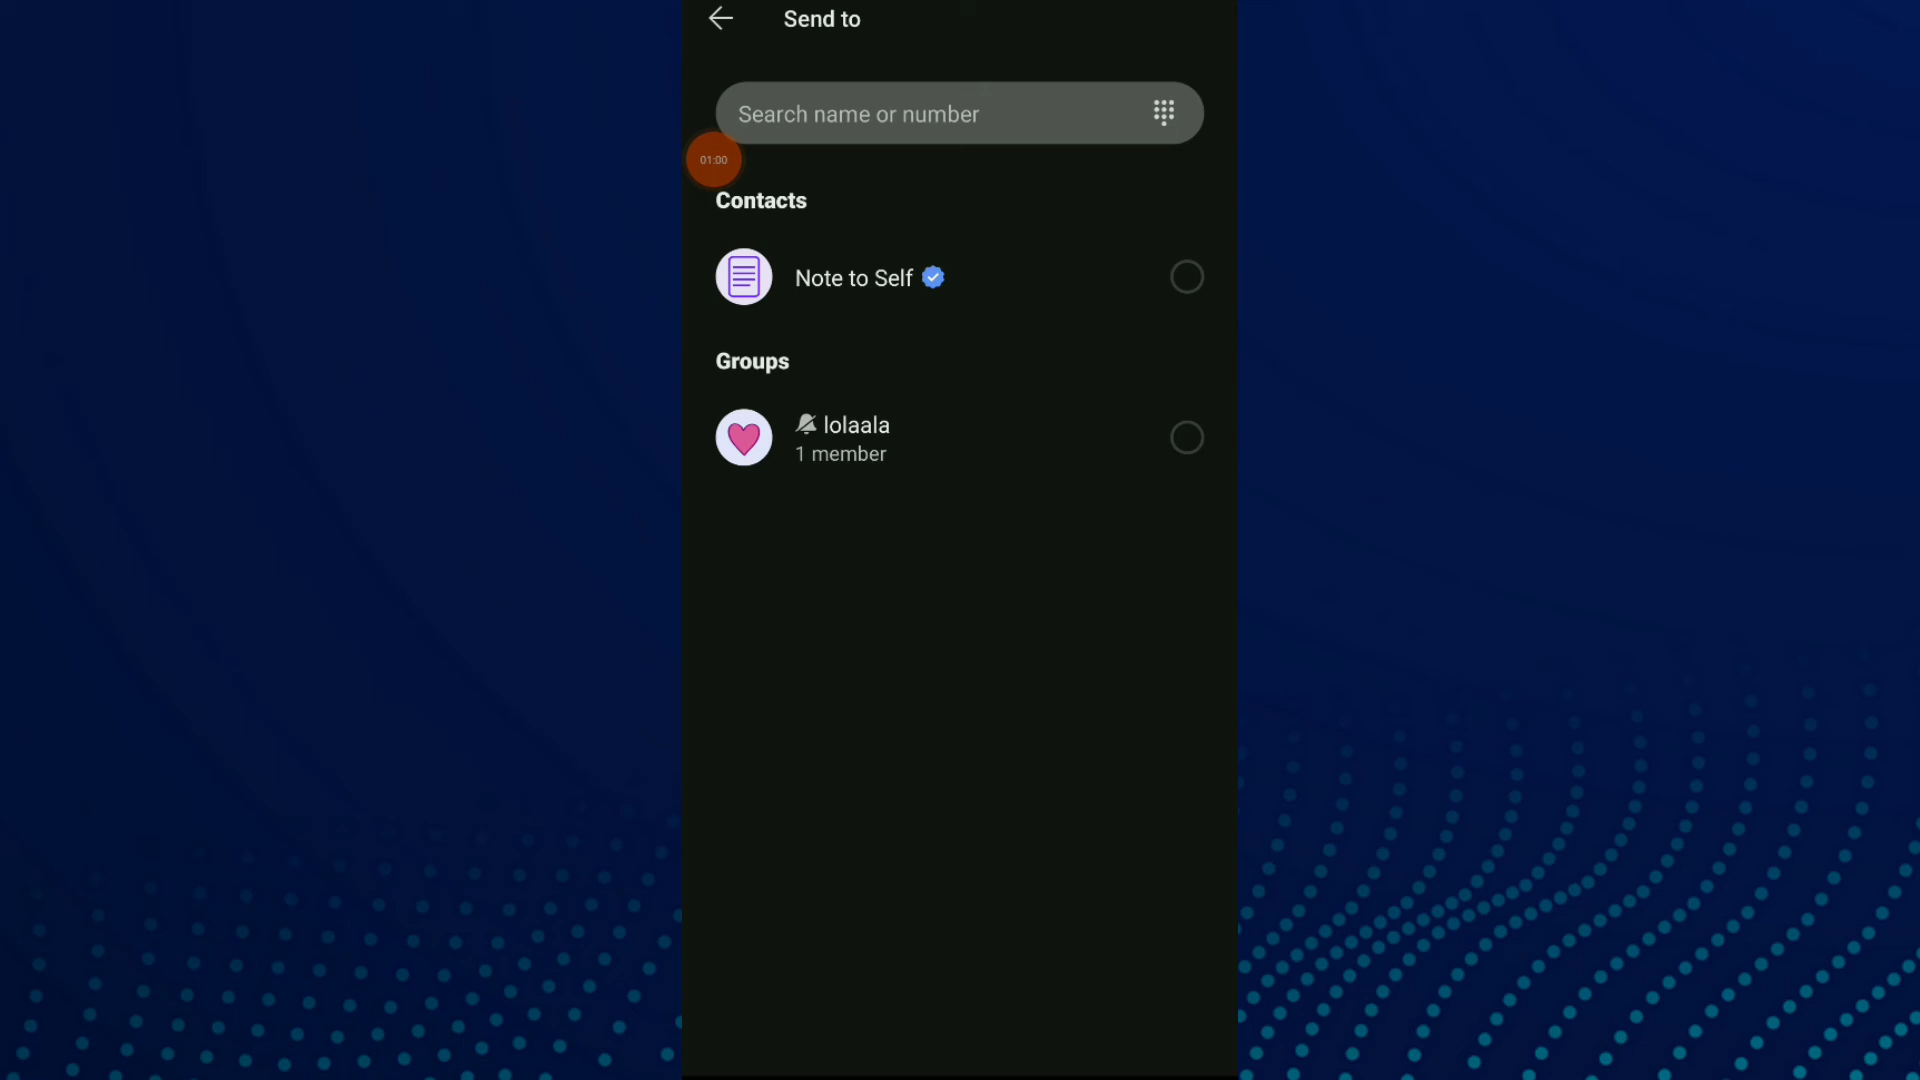 Send to
Search name or number
01:00
Contacts
Note to Self
Groups
lolaala
1 member